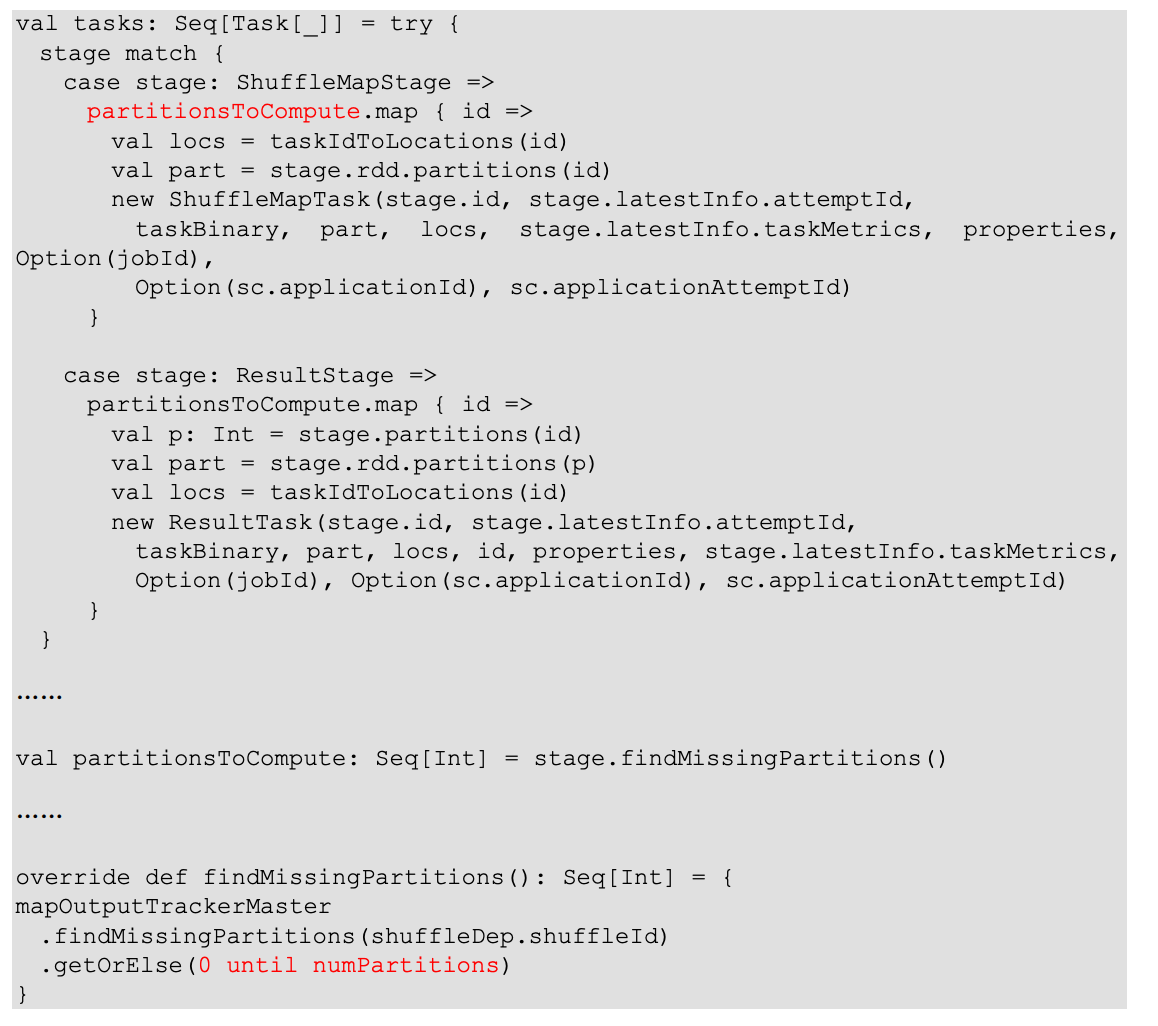 val tasks: Seq[Task[_]] = try {
  stage match {
    case stage: ShuffleMapStage =>
      partitionsToCompute.map { id =>
        val locs = taskIdToLocations(id)
        val part = stage.rdd.partitions(id)
        new ShuffleMapTask(stage.id, stage.latestInfo.attemptId,
          taskBinary, part, locs, stage.latestInfo.taskMetrics, properties,
Option(jobId),
          Option(sc.applicationId), sc.applicationAttemptId)
      }

    case stage: ResultStage =>
      partitionsToCompute.map { id =>
        val p: Int = stage.partitions(id)
        val part = stage.rdd.partitions(p)
        val locs = taskIdToLocations(id)
        new ResultTask(stage.id, stage.latestInfo.attemptId,
          taskBinary, part, locs, id, properties, stage.latestInfo.taskMetrics,
          Option(jobId), Option(sc.applicationId), sc.applicationAttemptId)
      }
  }

……

val partitionsToCompute: Seq[Int] = stage.findMissingPartitions()

……

override def findMissingPartitions(): Seq[Int] = {
mapOutputTrackerMaster
  .findMissingPartitions(shuffleDep.shuffleId)
  .getOrElse(0 until numPartitions)
}